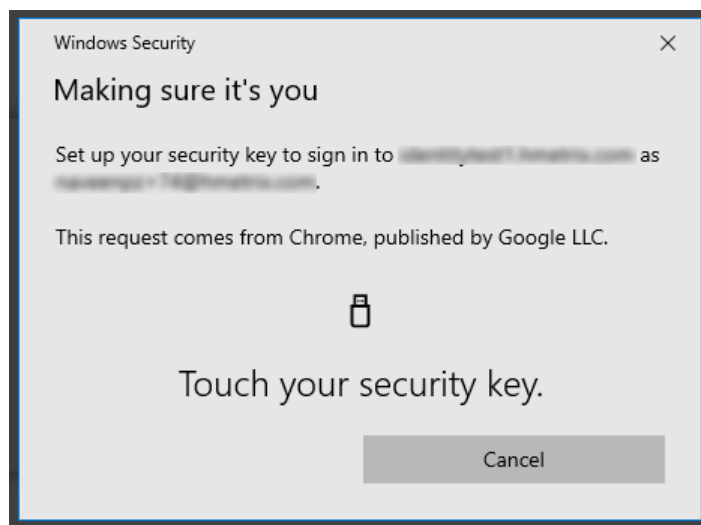 Windows Security
Making sure it's you
Set up your security key to sign in to as
.
This request comes from Chrome, published by Google LLC.
Touch your security key.
Cancel